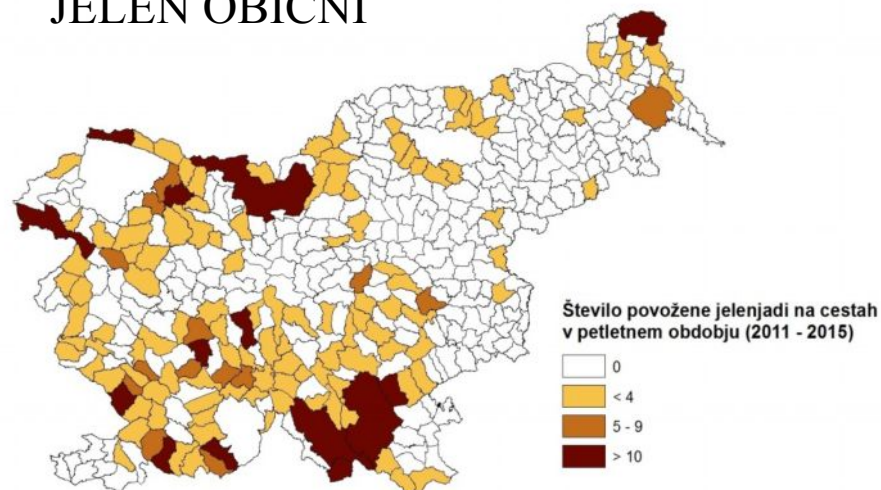 JELEN OBIČNI
Število povožene jelenjadi na cestah
v petletnem obdobju (2011 - 2015)
0
< 4
5 - 9
> 10